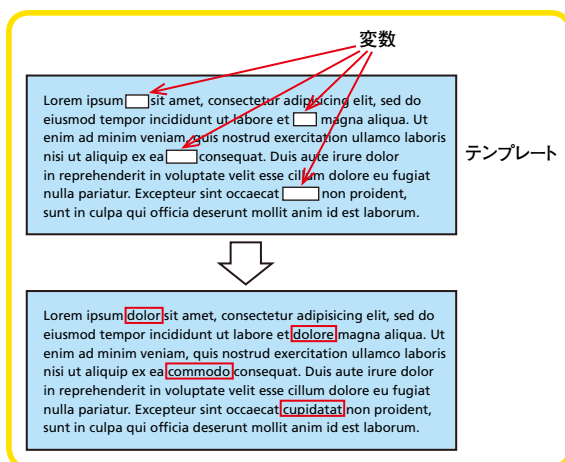 変数
Lorem ipsum sit amet, consectetur adipisicing elit, sed do
eiusmod tempor incididunt ut labore et magna aliqua. Ut
enim ad minim veniam, quis nostrud exercitation ullamco laboris
nisi ut aliquip ex ea consequat. Duis aute irure dolor
in reprehenderit in voluptate velit esse cillum dolore eu fugiat
nulla pariatur. Excepteur sint occaecat non proident,
sunt in culpa qui officia deserunt mollit anim id est laborum.
テンプレート
Lorem ipsum dolor sit amet, consectetur adipisicing elit, sed do
eiusmod tempor incididunt ut labore et dolore magna aliqua. Ut
enim ad minim veniam, quis nostrud exercitation ullamco laboris
nisi ut aliquip ex ea commodo consequat. Duis aute irure dolor
in reprehenderit in voluptate velit esse cillum dolore eu fugiat
nulla pariatur. Excepteur sint occaecat cupidatat non proident,
sunt in culpa qui officia deserunt mollit anim id est laborum.